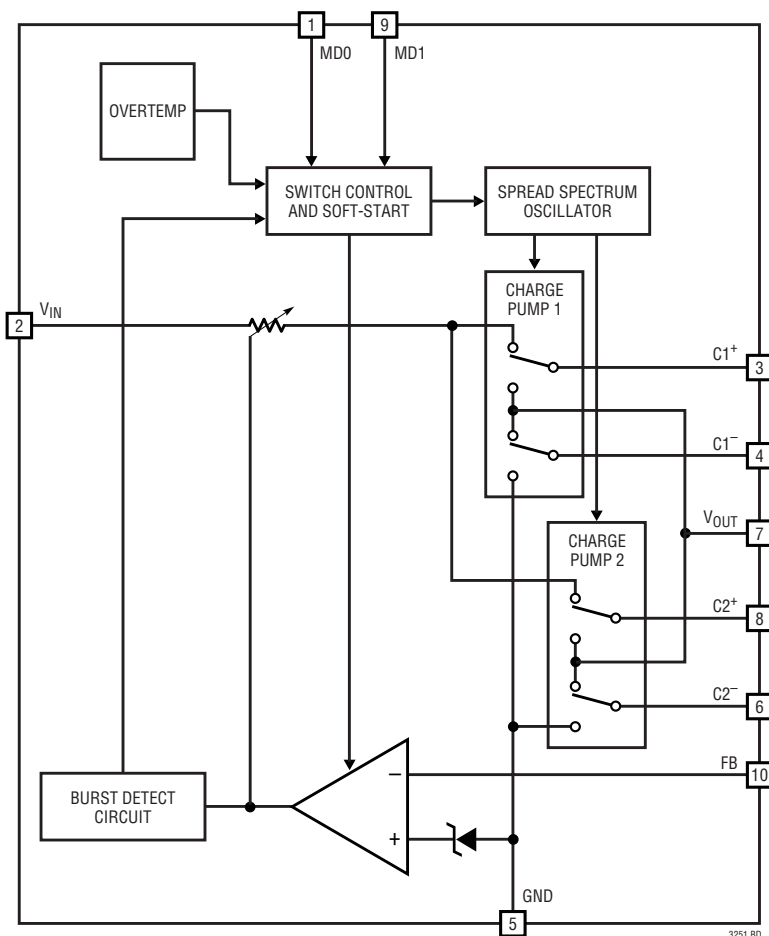 1
9
MD0
MD1
OVERTEMP
SWITCH CONTROL
AND SOFT-START
SPREAD SPECTRUM
OSCILLATOR
CHARGE
PUMP 1
2
VIN
C1+
3
C1−
4
VOUT
7
CHARGE
PUMP 2
C2+
8
C2−
6
FB
10
−
+
BURST DETECT
CIRCUIT
GND
5
3251 BD